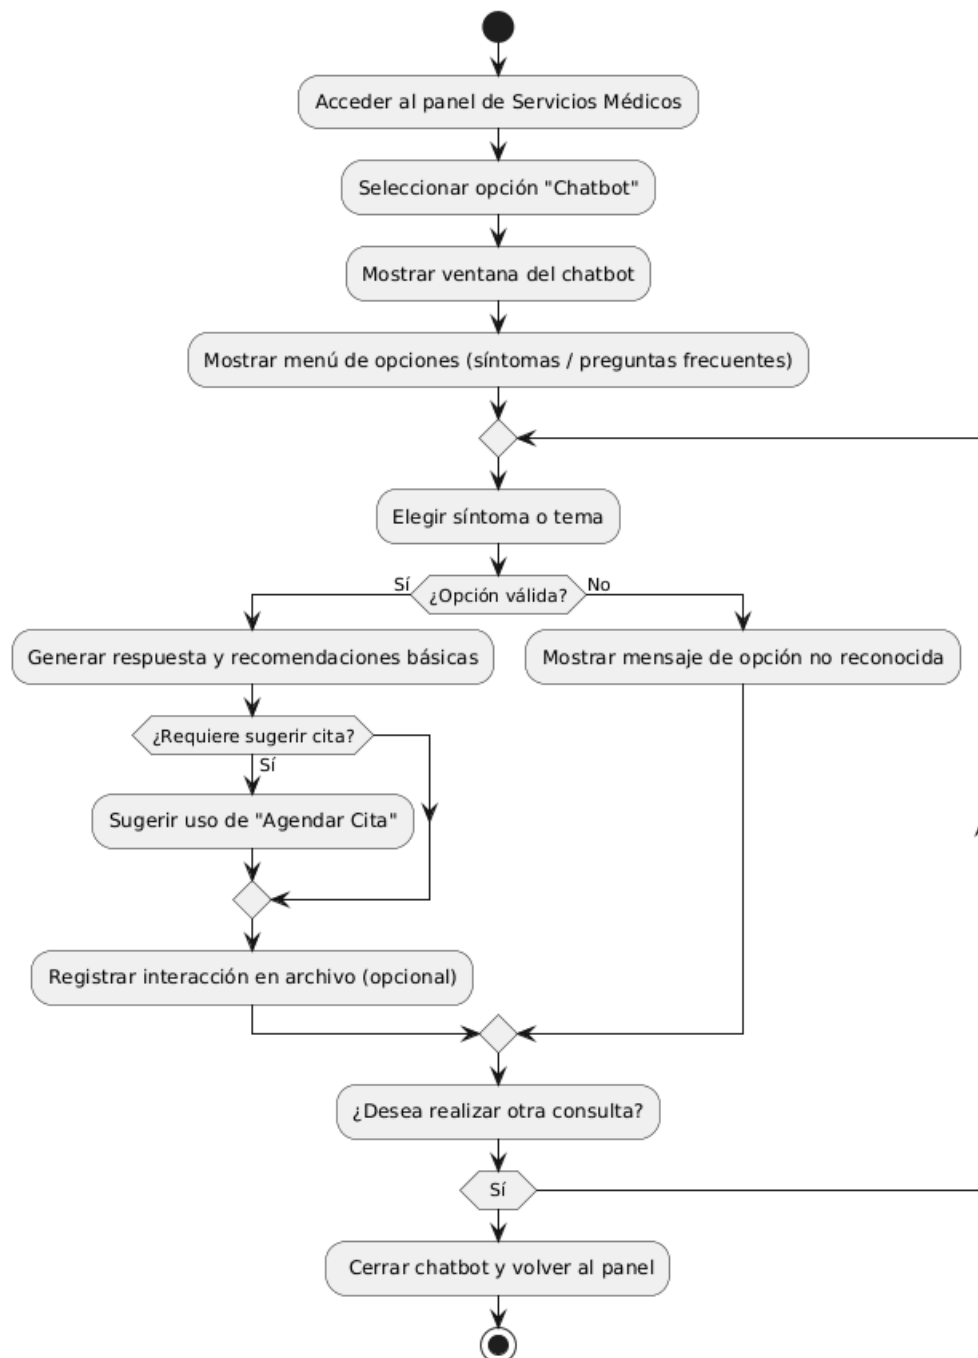 Acceder al panel de Servicios Médicos
Seleccionar opción "Chatbot"
Mostrar ventana del chatbot
Mostrar menú de opciones (síntomas / preguntas frecuentes)
Elegir síntoma o tema
¿Opción válida?
Sí
No
Generar respuesta y recomendaciones básicas
Mostrar mensaje de opción no reconocida
¿Requiere sugerir cita?
Sí
Sugerir uso de "Agendar Cita"
Registrar interacción en archivo (opcional)
¿Desea realizar otra consulta?
Sí
Cerrar chatbot y volver al panel